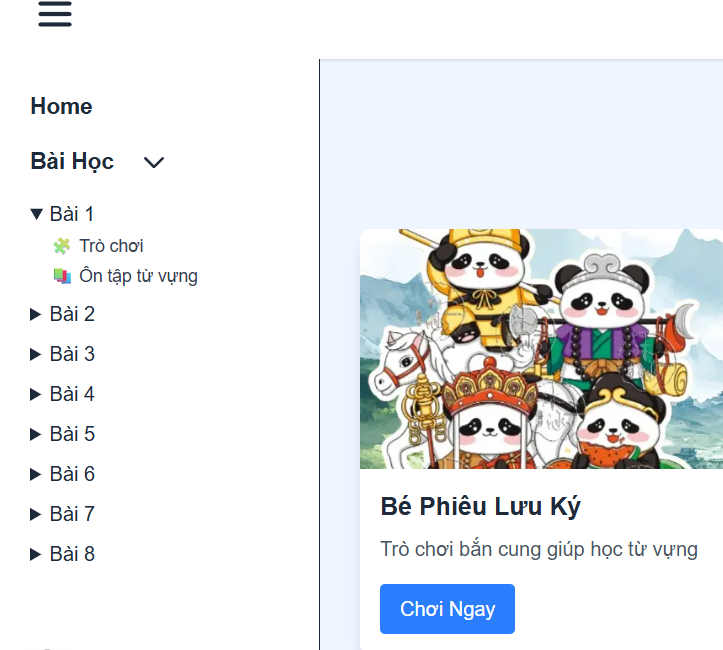 Home
Bài Học
Bài 1
Trò chơi
Ôn tập từ vựng
Bài 2
Bài 3
Bài 4
Bài 5
Bài 6
Bài 7
Bài 8
Bé Phiêu Lưu Ký
Trò chơi bắn cung giúp học từ vựng
Chơi Ngay